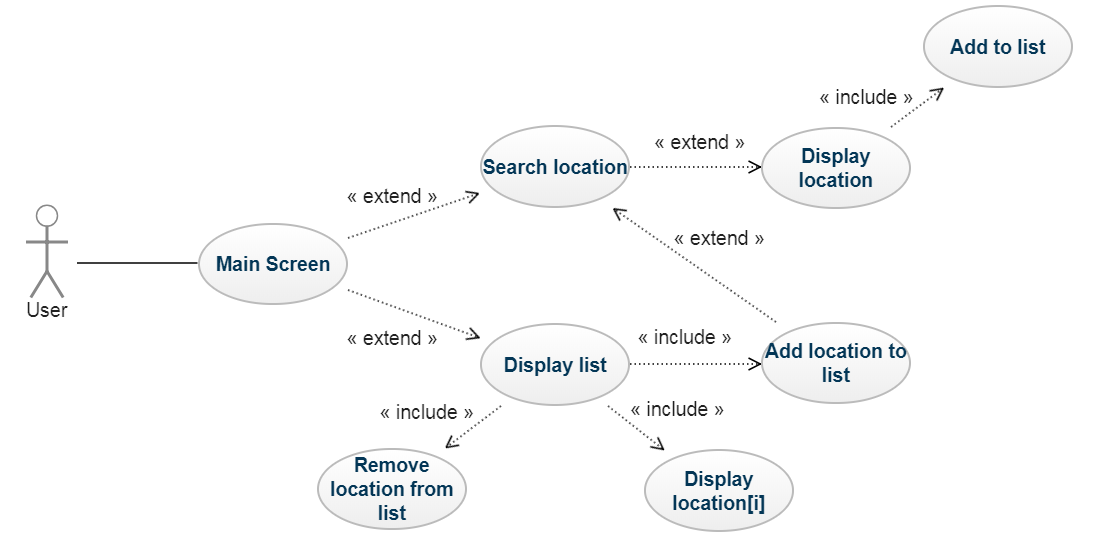 Add to list
« include »
« extend »
Search location
Display
location
« extend »
« extend »
Main Screen
User
« extend »
« include »
Display list
Add location to
list
« include »
« include »
Remove
location from
list
Display
location[i]